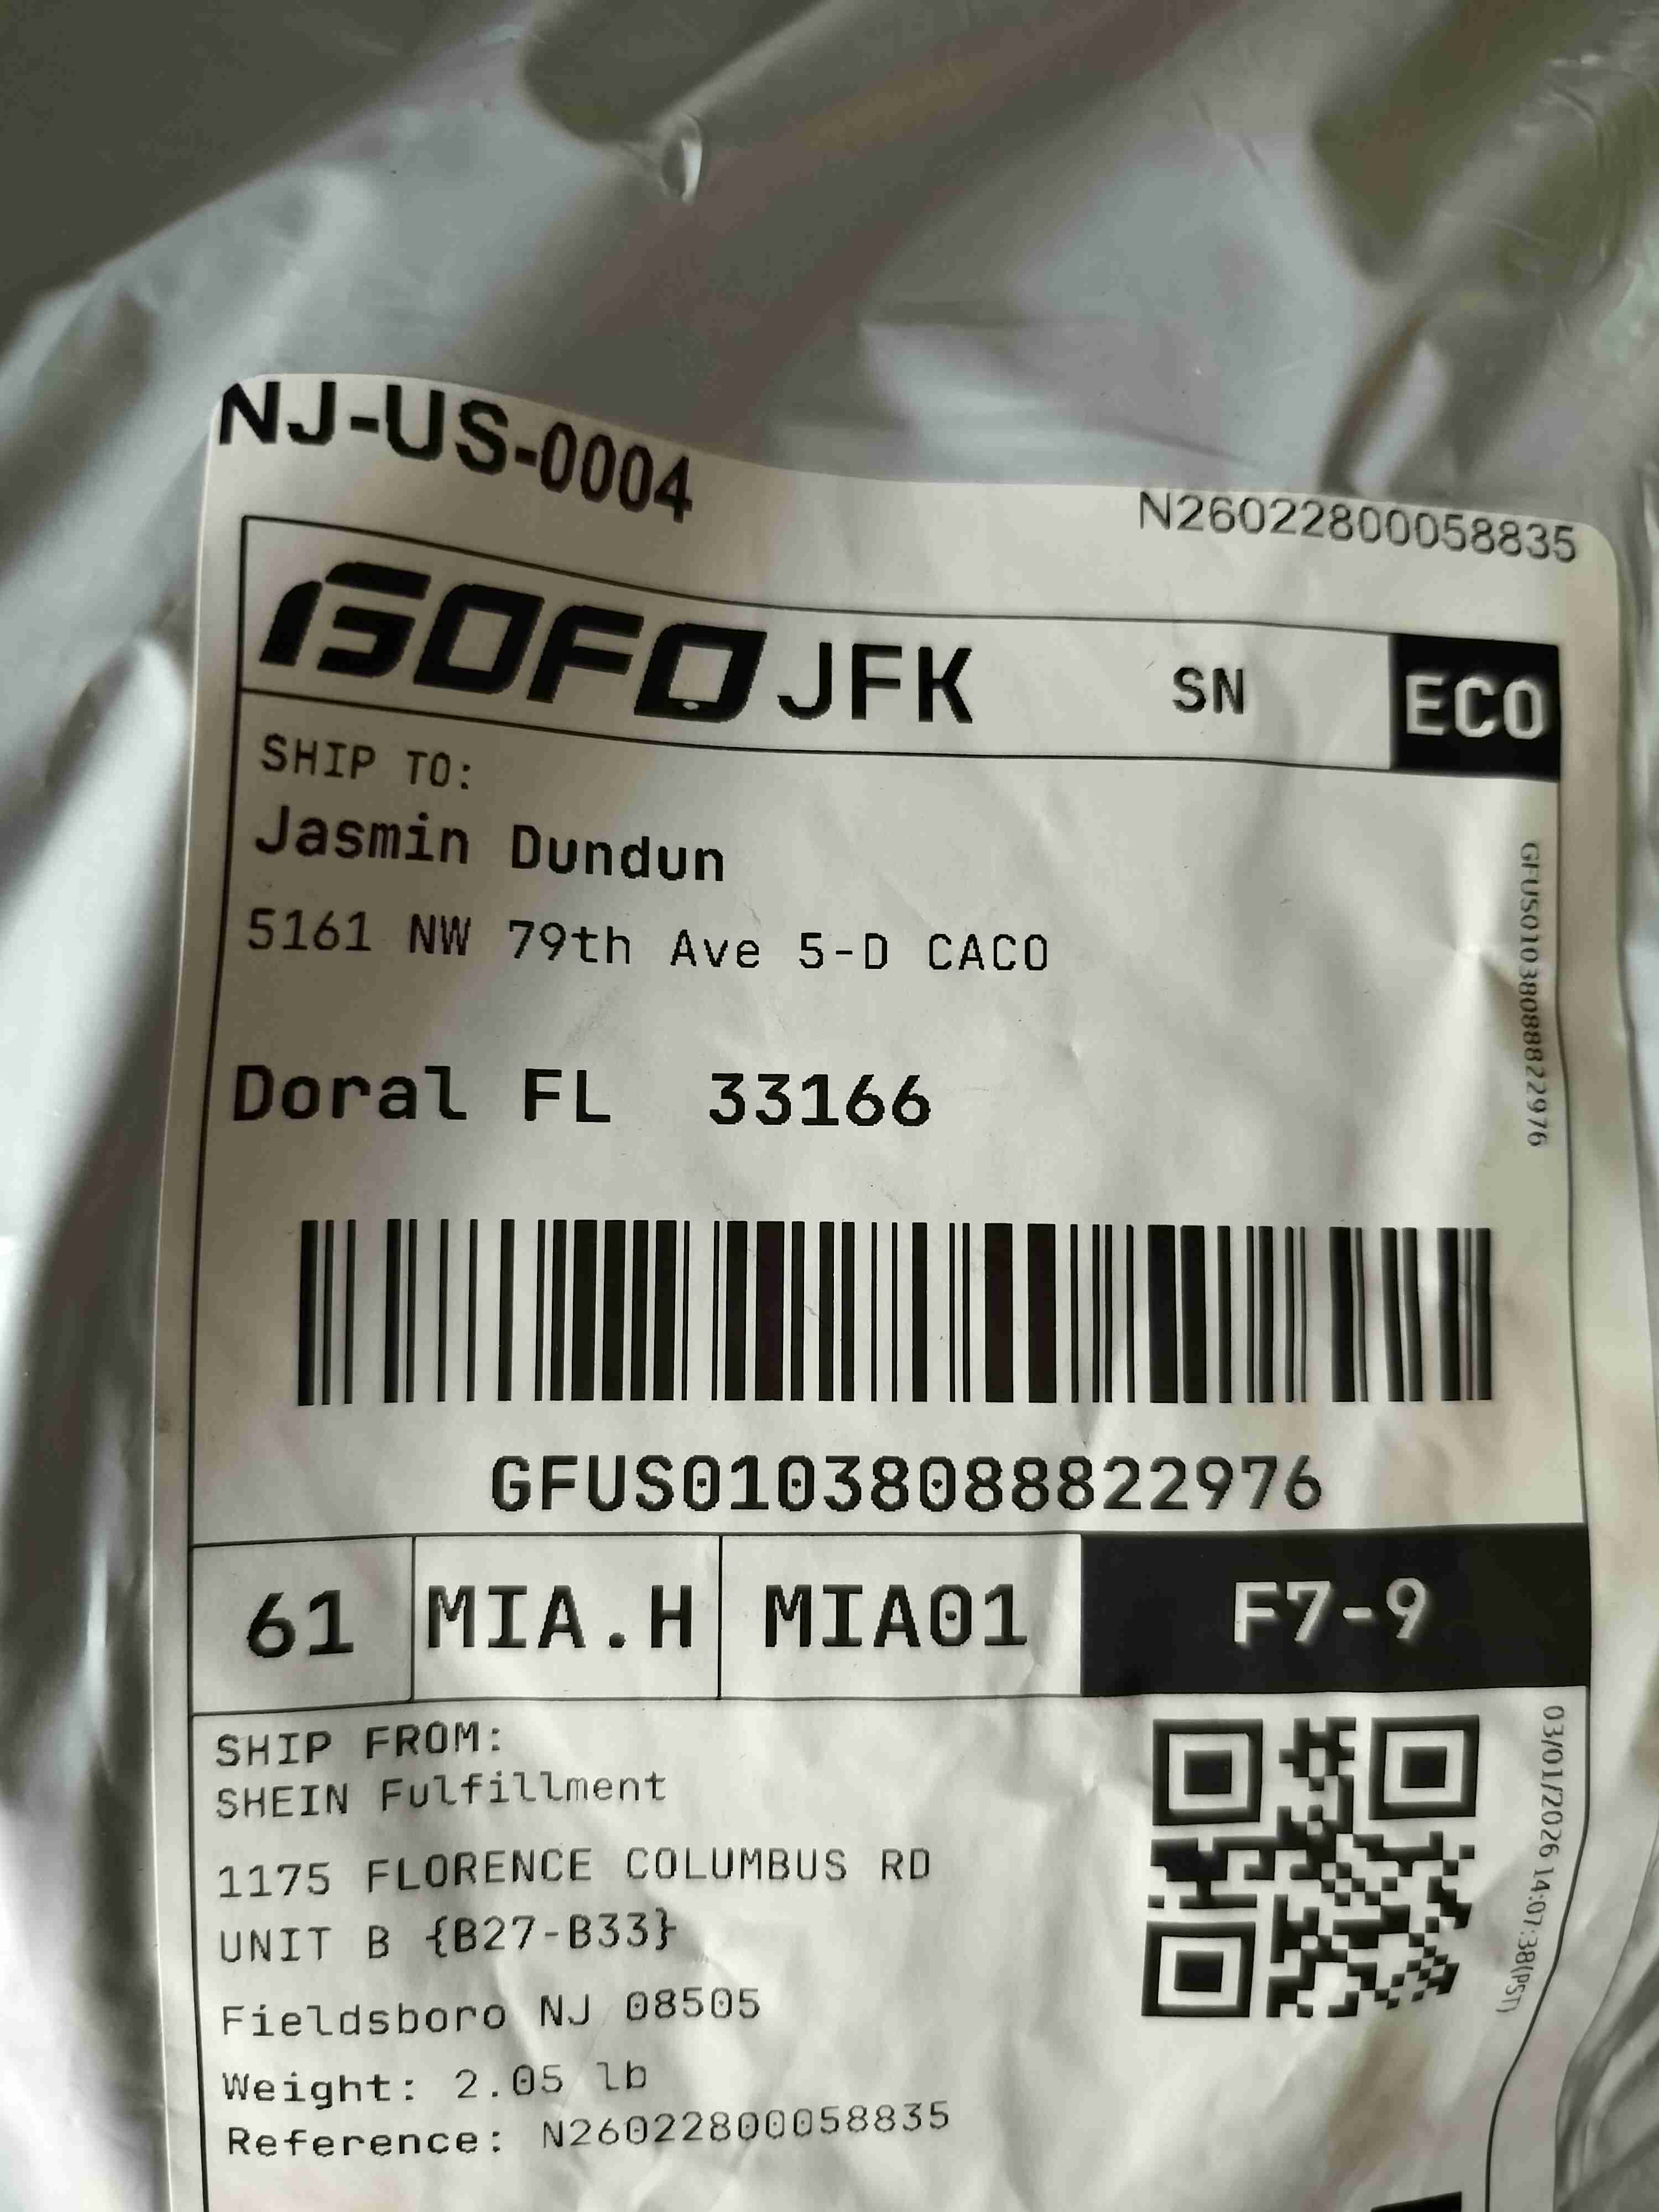 NJ-US-0004
N26022800058835
GOFO JFK SN ECO
SHIP TO:
Jasmin Dundun
5161 NW 79th Ave 5-D CACO
Doral FL 33166
GFUS01038088822976
GFUS01038088822976
61 MIA.H MIA01 F7-9
SHIP FROM:
SHEIN Fulfillment
1175 FLORENCE COLUMBUS RD
UNIT B {B27-B33}
Fieldsboro NJ 08505
Weight: 2.05 lb
Reference: N26022800058835
03/01/2026 14:07:38(PST)